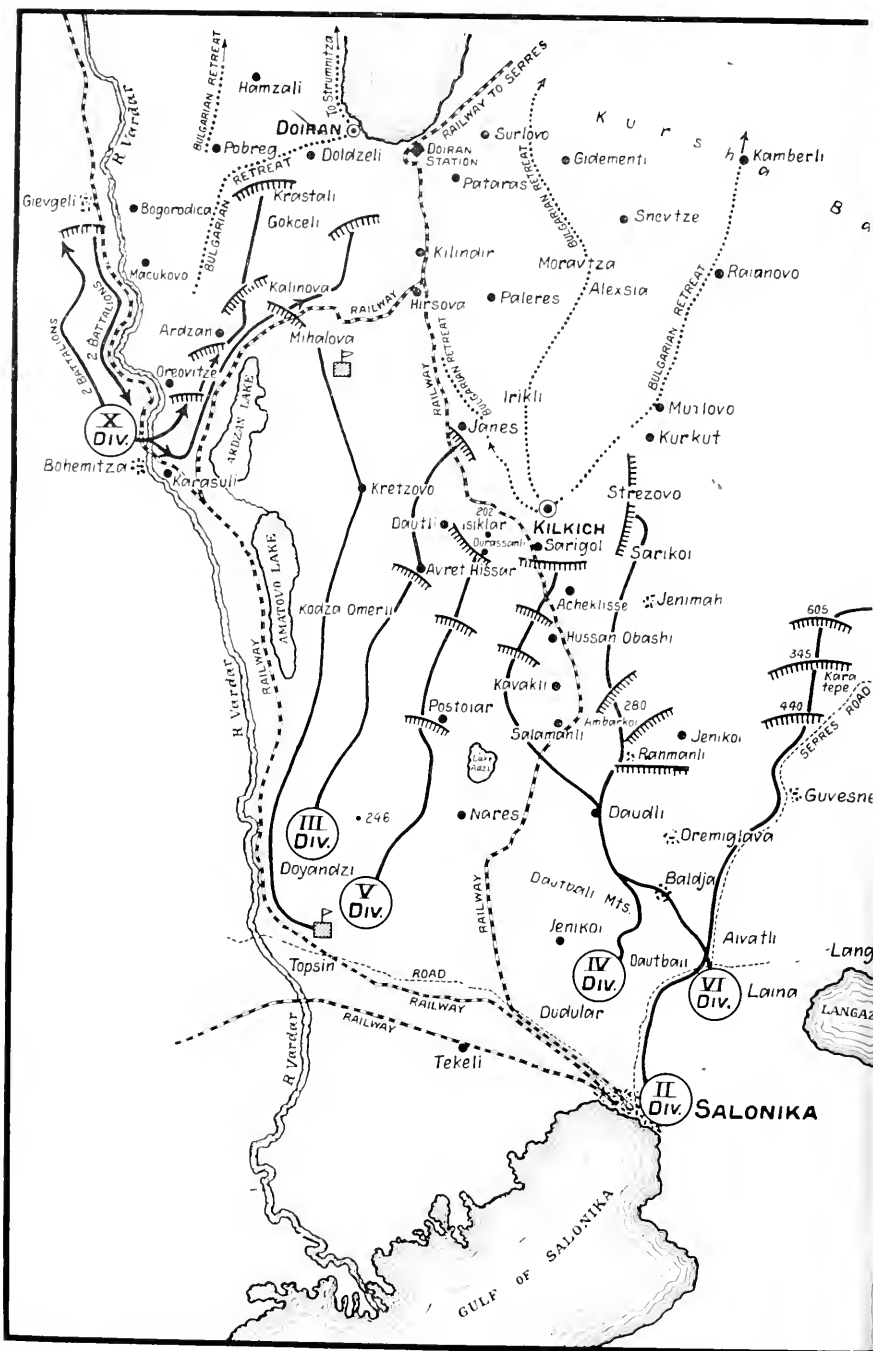 R Vardar
BULGARIAN RETREAT
Hamzali
To Strumnitza
DOIRAN
RAILWAY TO SERRES
DOIRAN
STATION
Surlovo
Kursh
Kamberli
a
Ba
Pobreg
Doldzeli
Gidementi
Pataras
BULGARIAN RETREAT
BULGARIAN RETREAT
Gievgeli
Bogorodica
Krastali
Gokceli
Snevtze
Macukovo
Kilindir
Moravtza
Alexsia
Raianovo
Kalinova
RAILWAY
Hirsova
Paleres
2 BATTALIONS
2 BATTALIONS
Ardzan
Mihalova
BULGARIAN RETREAT
BULGARIAN RETREAT
Oreovitze
RAILWAY
Irikli
Murlovo
X
DIV.
ARDZAN LAKE
Janes
Kurkut
Bohemitza
Karasuli
Kretzovo
Strezovo
202
KILKICH
Dautli
Isiklar
Durassanli
Sarigol
Sarikoi
Avret Hissar
Acheklisse
Jenimah
AMATOVO LAKE
Kodza Omerli
605
Hussan Obashi
345
Kara
tepe
RAILWAY
R Vardar
Kavakli
280
440
Postolar
Salamanli
Ambarkoi
Jenikoi
SERRES ROAD
Ranmanli
Lake
Adzi
Guvesne
III
DIV.
246
Nares
Daudli
Oremiglava
Doyandzi
V
DIV.
RAILWAY
Dautbali Mts.
Baldja
Jenikoi
Aivatli
Lang
Topsin
ROAD
IV
DIV.
Dautbali
VI
DIV.
Laina
LANGAZ
RAILWAY
RAILWAY
Dudular
R Vardar
Tekeli
II
DIV.
SALONIKA
GULF OF SALONIKA